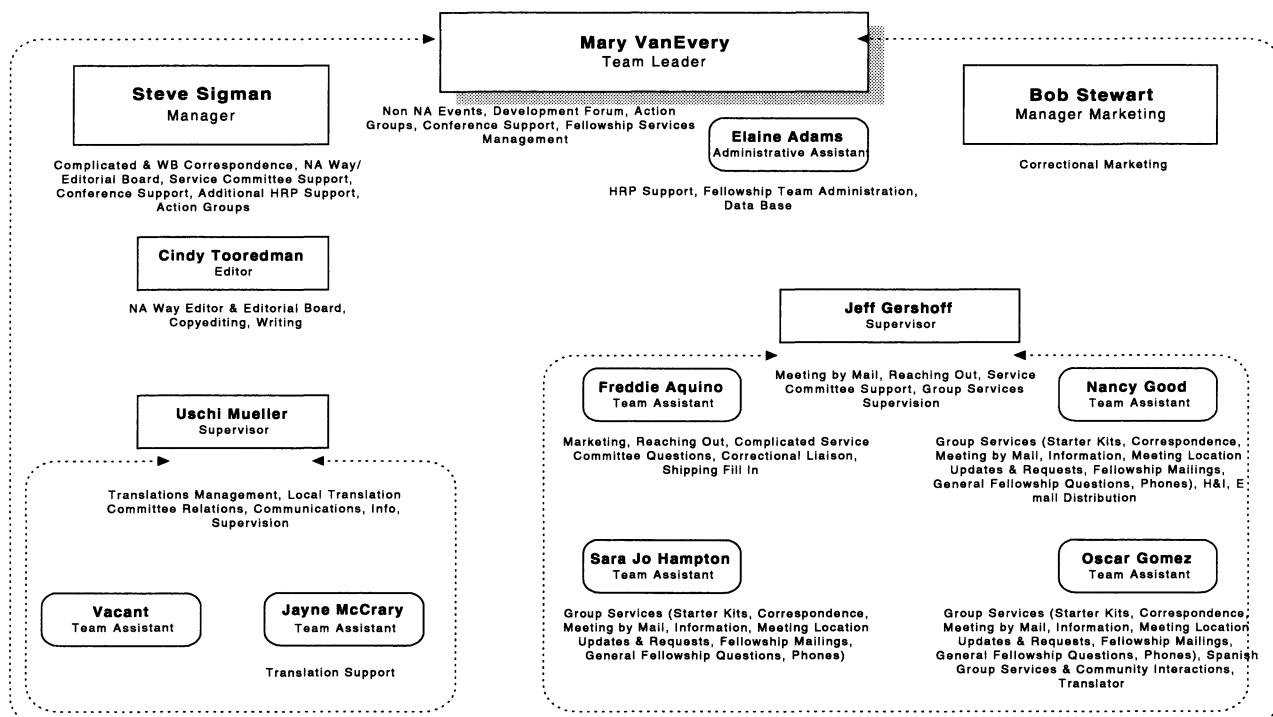 Mary VanEvery
Team Leader
Non NA Events, Development Forum, Action
Groups, Conference Support, Fellowship Services
Management
Steve Sigman
Manager
Complicated & WB Correspondence, NA Way/
Editorial Board, Service Committee Support,
Conference Support, Additional HRP Support,
Action Groups
Elaine Adams
Administrative Assistant
HRP Support, Fellowship Team Administration,
Data Base
Bob Stewart
Manager Marketing
Correctional Marketing
Cindy Tooredman
Editor
NA Way Editor & Editorial Board,
Copyediting, Writing
Uschi Mueller
Supervisor
Translations Management, Local Translation
Committee Relations, Communications, Info,
Supervision
Vacant
Team Assistant
Jayne McCrary
Team Assistant
Translation Support
Jeff Gershoff
Supervisor
Meeting by Mail, Reaching Out, Service
Committee Support, Group Services
Supervision
Freddie Aquino
Team Assistant
Marketing, Reaching Out, Complicated Service
Committee Questions, Correctional Liaison,
Shipping Fill In
Nancy Good
Team Assistant
Group Services (Starter Kits, Correspondence,
Meeting by Mail, Information, Meeting Location
Updates & Requests, Fellowship Mailings,
General Fellowship Questions, Phones), H&I, E
mail Distribution
Sara Jo Hampton
Team Assistant
Group Services (Starter Kits, Correspondence,
Meeting by Mail, Information, Meeting Location
Updates & Requests, Fellowship Mailings,
General Fellowship Questions, Phones)
Oscar Gomez
Team Assistant
Group Services (Starter Kits, Correspondence,
Meeting by Mail, Information, Meeting Location
Updates & Requests, Fellowship Mailings,
General Fellowship Questions, Phones), Spanish
Group Services & Community Interactions,
Translator